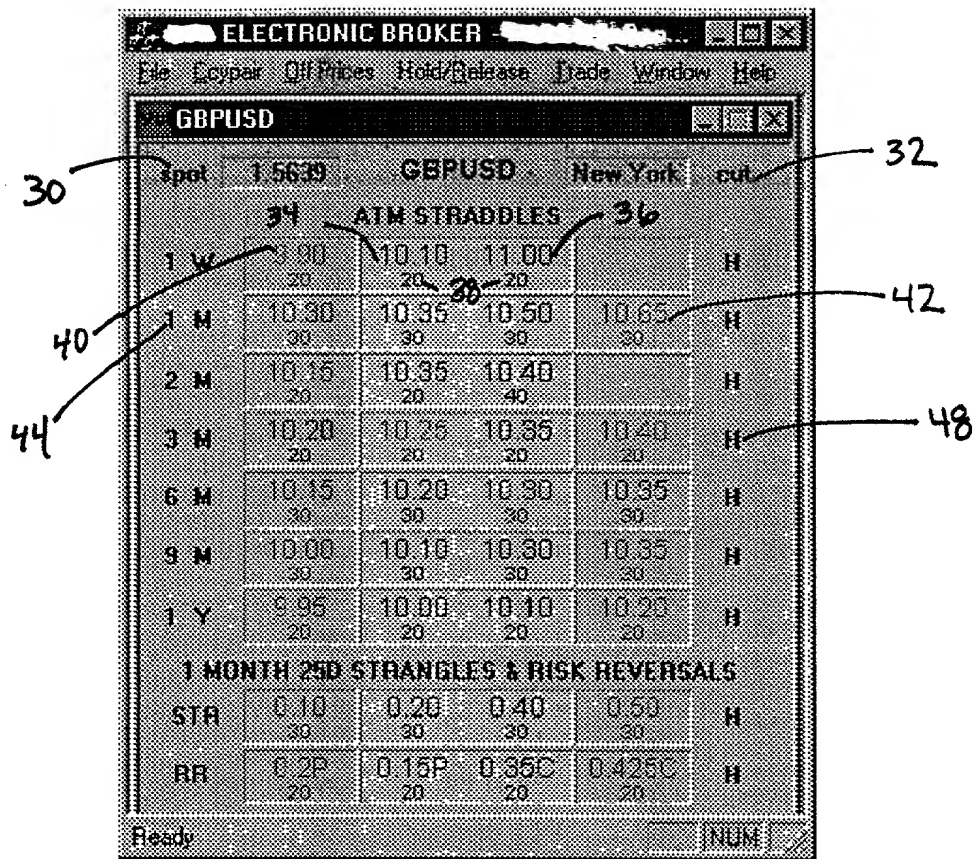 ELECTRONIC BROKER - ...
File Ccypair Off Prices Hold/Release Trade Window Help
GBPUSD
30 spot 1.5639 GBPUSD New York cut 32
34 ATM STRADDLES 36
1 W 9.90 10.10 11.00 H
20 20 38 20
40 1 M 10.30 10.35 10.50 10.65 H 42
30 30 30 30
2 M 10.15 10.35 10.40 H
20 20 40
44 3 M 0.20 10.25 10.35 10.40 H 48
20 20 20 20
6 M 10.15 10.20 10.30 10.35 H
30 30 30 30
9 M 10.00 10.10 10.30 10.35 H
30 30 30 30
1 Y 9.95 10.00 10.10 10.20 H
20 20 20 20
1 MONTH 25D STRANGLES & RISK REVERSALS
STR 0.10 0.20 0.40 0.50 H
30 30 30 30
RR 0.2P 0.15P 0.35C 0.425C H
20 20 20 20
Ready NUM